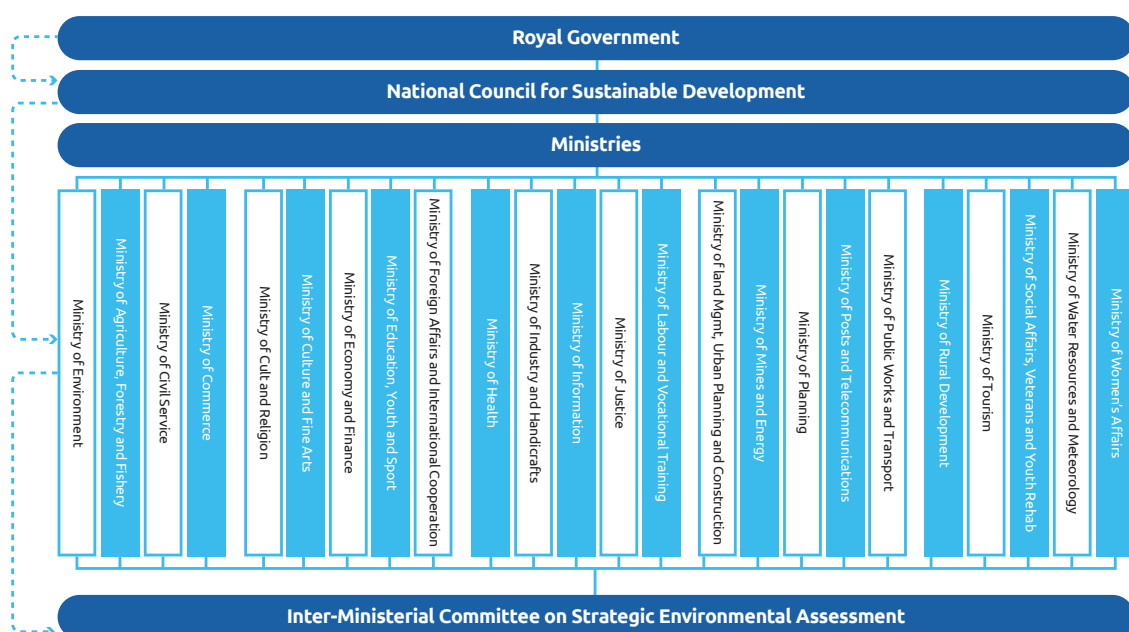 Royal Government
National Council for Sustainable Development
Ministries
Ministry of Environment
Ministry of Agriculture, Forestry and Fishery
Ministry of Civil Service
Ministry of Commerce
Ministry of Cult and Religion
Ministry of Culture and Fine Arts
Ministry of Economy and Finance
Ministry of Education, Youth and Sport
Ministry of Foreign Affairs and International Cooperation
Ministry of Health
Ministry of Industry and Handicrafts
Ministry of Information
Ministry of Justice
Ministry of Labour and Vocational Training
Ministry of land Mgmt, Urban Planning and Construction
Ministry of Mines and Energy
Ministry of Planning
Ministry of Posts and Telecommunications
Ministry of Public Works and Transport
Ministry of Rural Development
Ministry of Tourism
Ministry of Social Affairs, Veterans and Youth Rehab
Ministry of Water Resources and Meteorology
Ministry of Women's Affairs
Inter-Ministerial Committee on Strategic Environmental Assessment